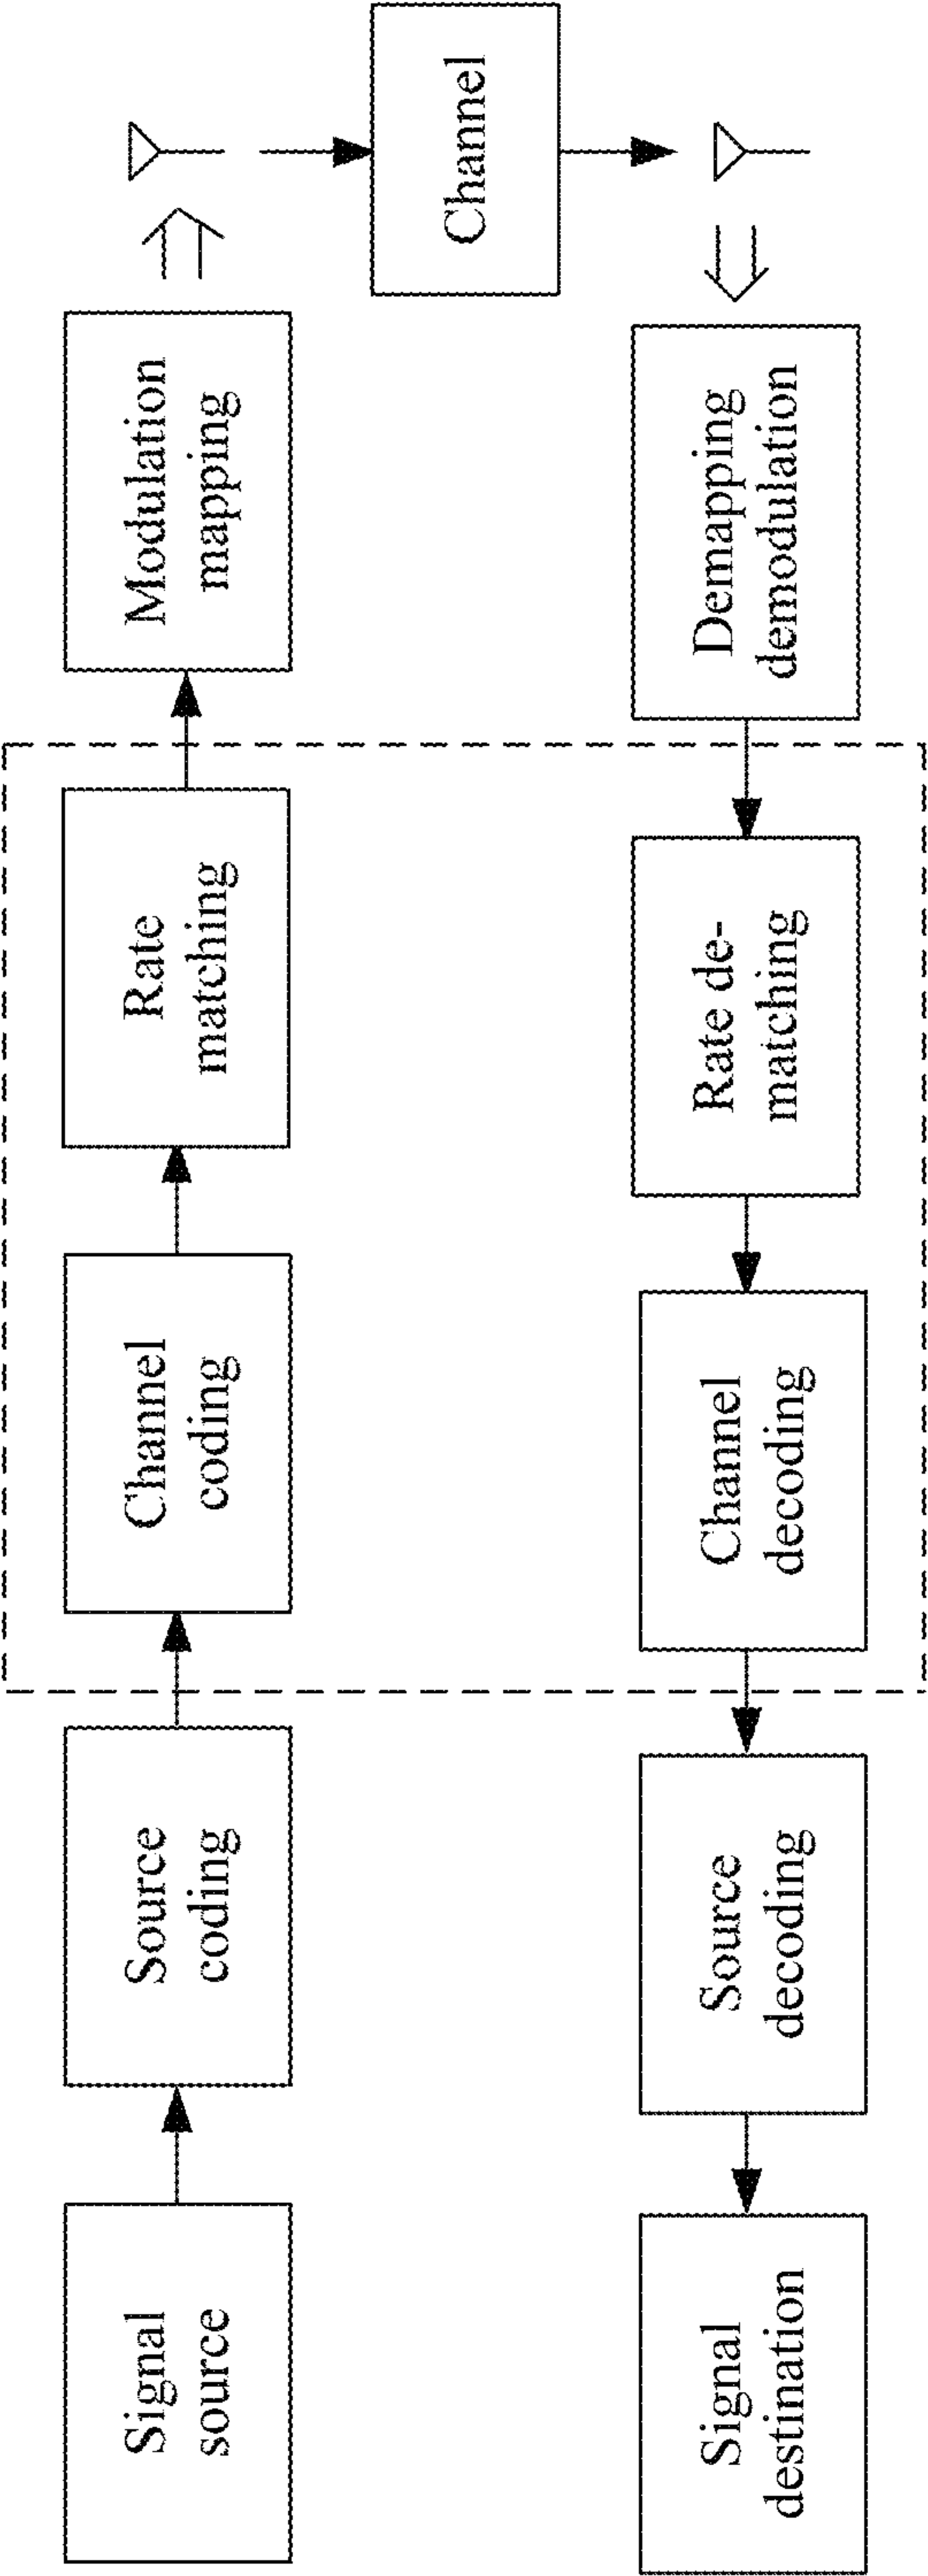 Signal
source
Source
coding
Channel
coding
Rate
matching
Modulation
mapping
Channel
Demapping
demodulation
Rate de-
matching
Channel
decoding
Source
decoding
Signal
destination